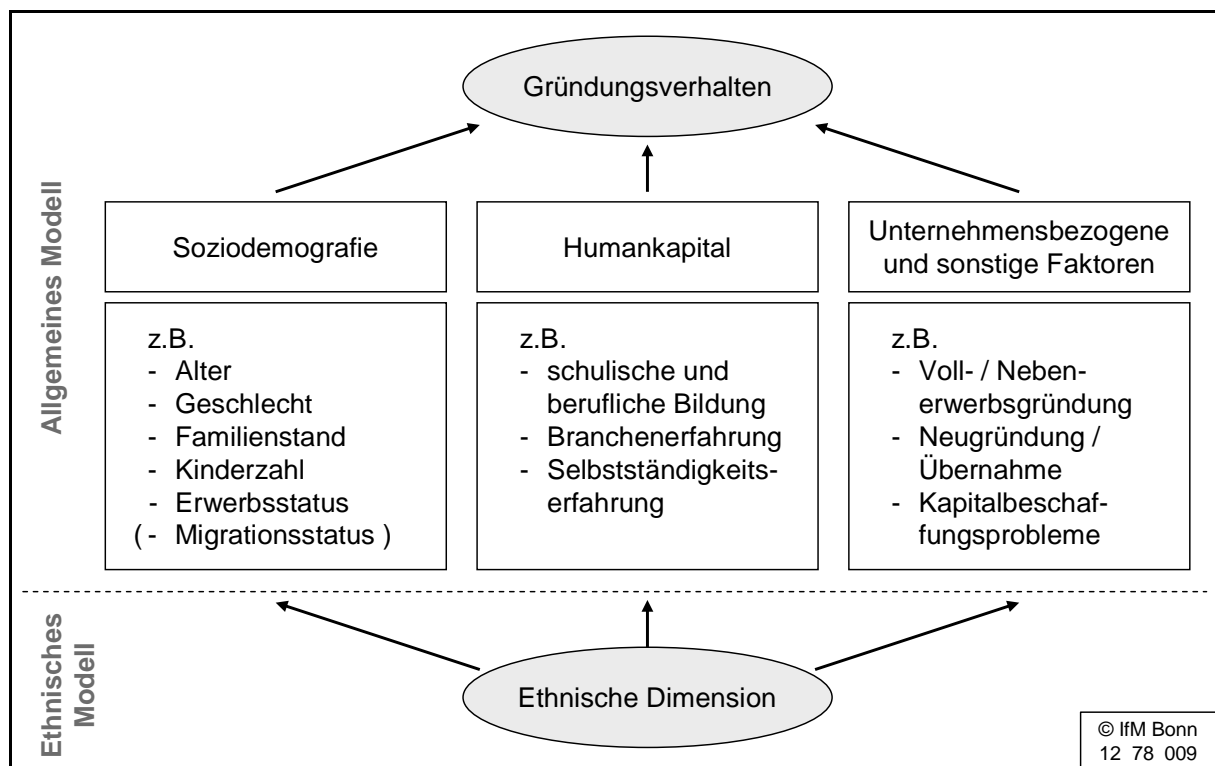 Gründungsverhalten
Allgemeines Modell
Soziodemografie
Humankapital
Unternehmensbezogene
und sonstige Faktoren
z.B.
- Alter
- Geschlecht
- Familienstand
- Kinderzahl
- Erwerbsstatus
( - Migrationsstatus )
z.B.
- schulische und
berufliche Bildung
- Branchenerfahrung
- Selbstständigkeits-
erfahrung
z.B.
- Voll- / Neben-
erwerbsgründung
- Neugründung /
Übernahme
- Kapitalbeschaf-
fungsprobleme
Ethnisches
Modell
Ethnische Dimension
© IfM Bonn
12 78 009